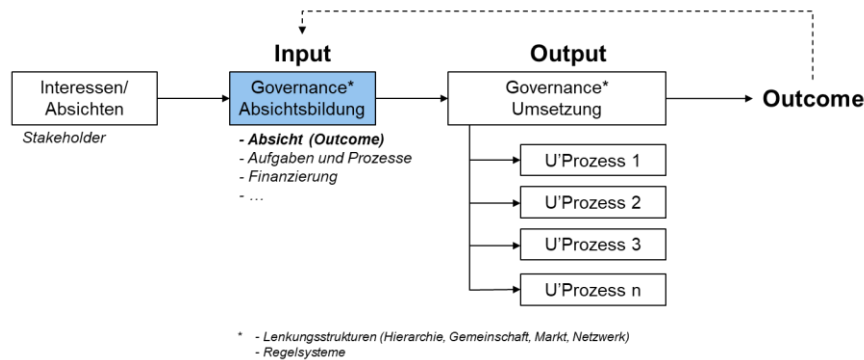 Input
Output
Interessen/
Absichten
Governance*
Absichtsbildung
Governance*
Umsetzung
Outcome
Stakeholder
- Absicht (Outcome)
- Aufgaben und Prozesse
- Finanzierung
- ...
U'Prozess 1
U'Prozess 2
U'Prozess 3
U'Prozess n
* - Lenkungsstrukturen (Hierarchie, Gemeinschaft, Markt, Netzwerk)
- Regelsysteme